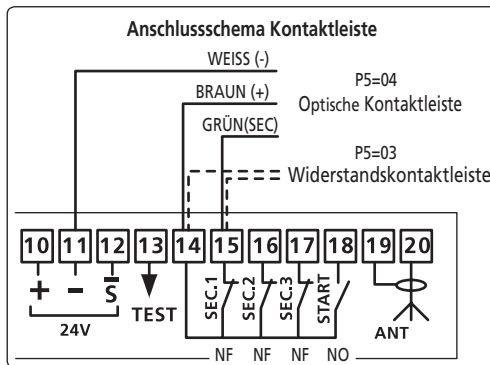 Anschlussschema Kontaktleiste
WEISS (-)
P5=04
BRAUN (+)
Optische Kontaktleiste
GRÜN(SEC)
P5=03
Widerstandskontaktleiste
10 11 12 13 14 15 16 17 18 19 20
+ - S
TEST
SEC.1 SEC.2 SEC.3 START
24V
ANT
NF NF NF NO